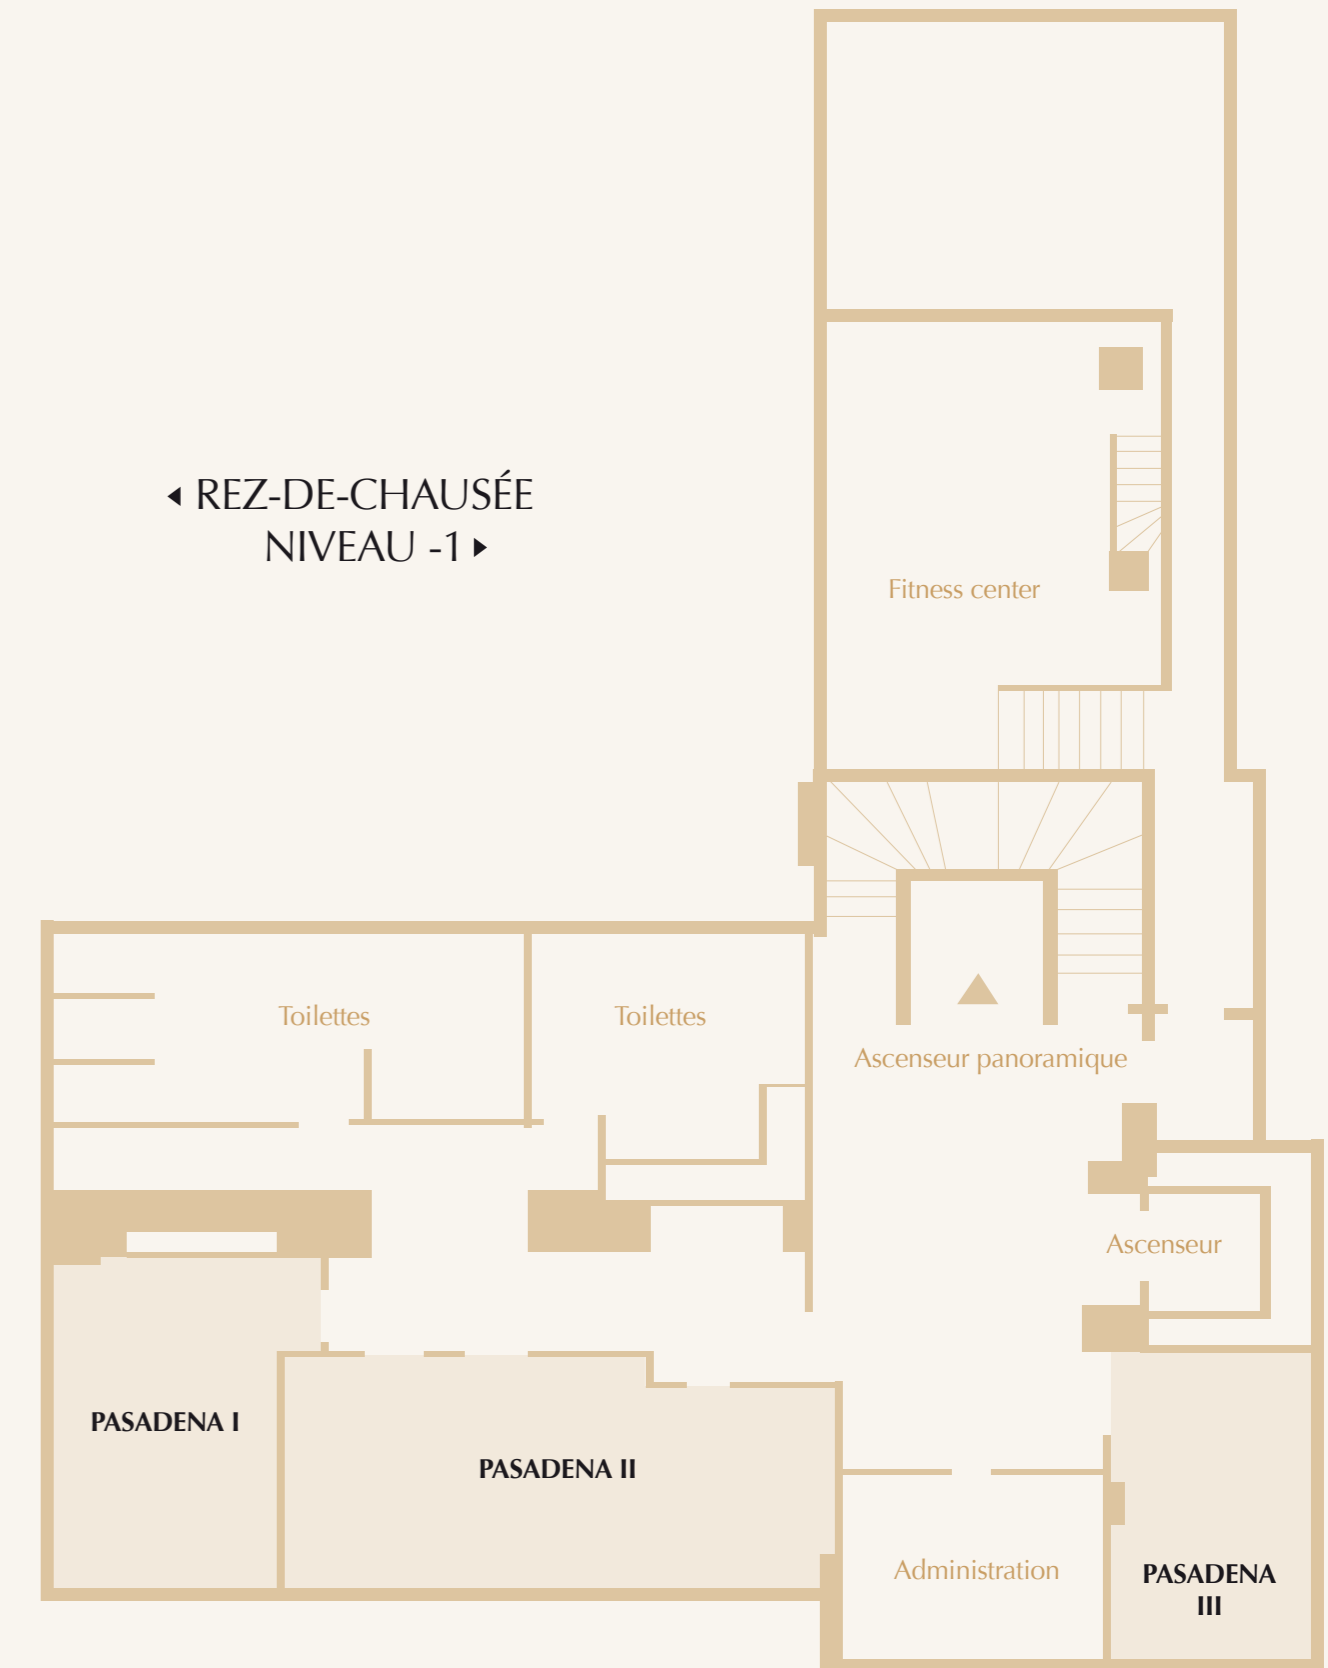 REZ-DE-CHAUSÉE
NIVEAU -1
Fitness center
Toilettes
Toilettes
Ascenseur panoramique
Ascenseur
PASADENA I
PASADENA II
Administration
PASADENA
III